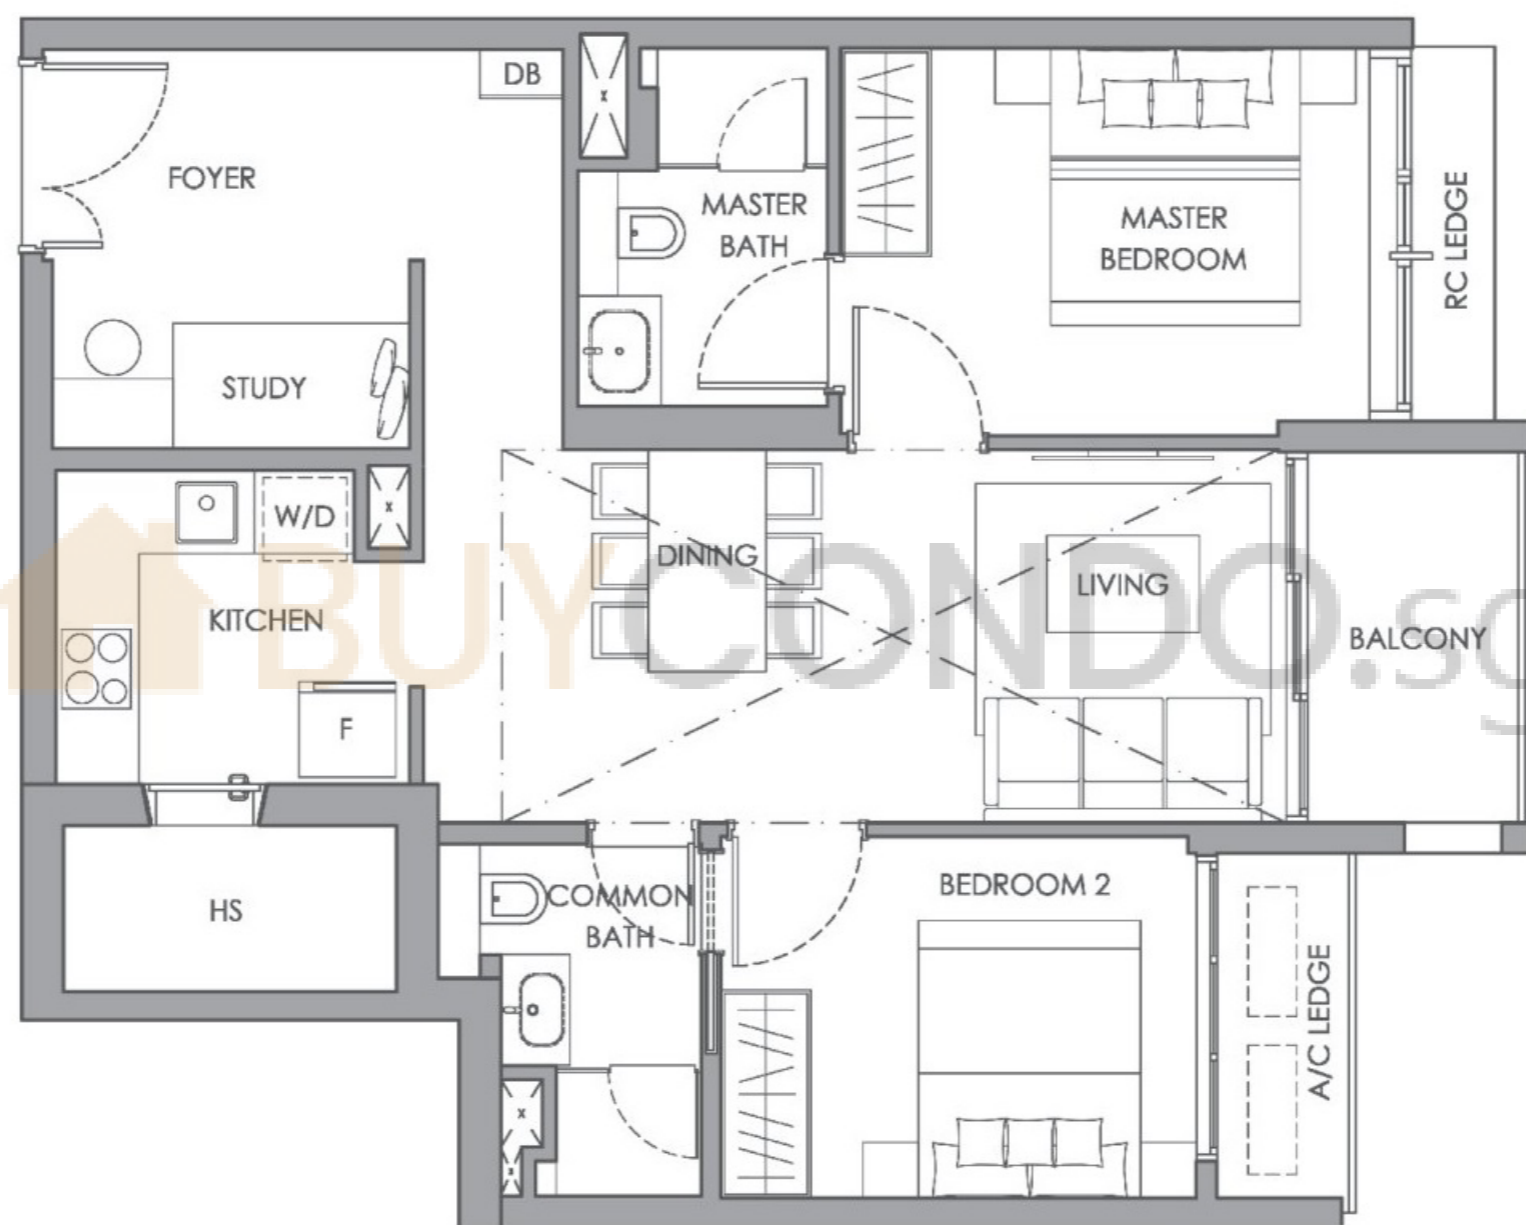 DB
FOYER
MASTER
BATH
MASTER
BEDROOM
RC LEDGE
STUDY
W/D
DINING
LIVING
KITCHEN
BALCONY
BUYCONDO.sg
F
COMMON
BATH
BEDROOM 2
HS
A/C LEDGE